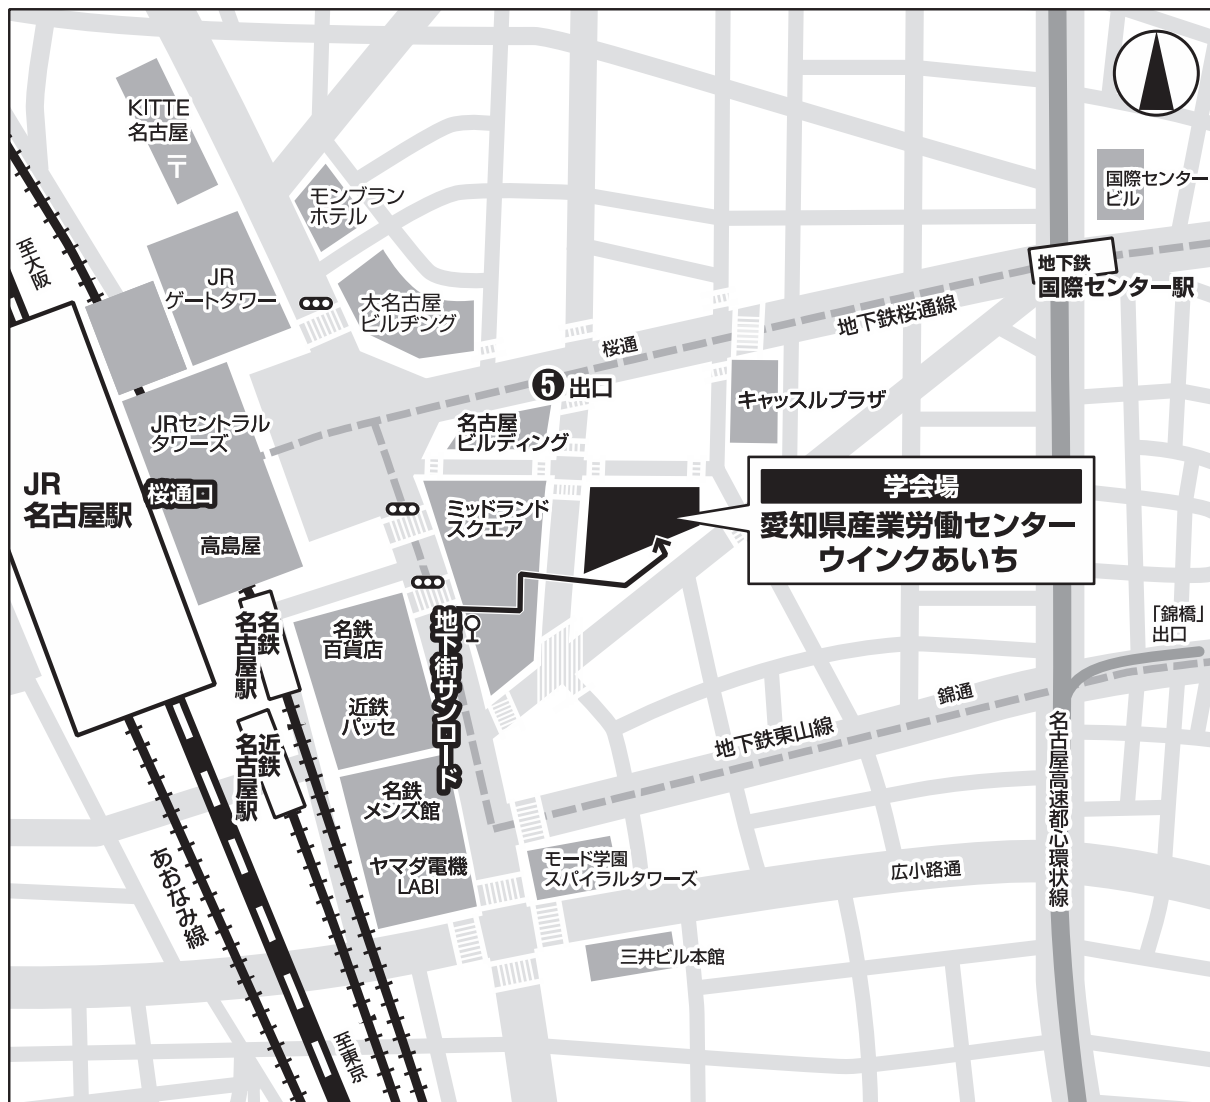 KITTE
名古屋
〒
モンブラン
ホテル
国際センター
ビル
至大阪
JR
ゲートタワー
大名古屋
ビルヂング
地下鉄
国際センター駅
地下鉄桜通線
桜通
5 出口
キャッスルプラザ
JRセントラル
タワーズ
名古屋
ビルディング
JR
名古屋駅
桜通口
高島屋
ミッドランド
スクエア
学会場
愛知県産業労働センター
ウインクあいち
名鉄
名古屋駅
名鉄
百貨店
地下街サンロード
「錦橋」
出口
近鉄
パッセ
近鉄
名古屋駅
錦通
地下鉄東山線
名古屋高速都心環状線
名鉄
メンズ館
あおなみ線
ヤマダ電機
LABI
モード学園
スパイラルタワーズ
広小路通
三井ビル本館
至東京